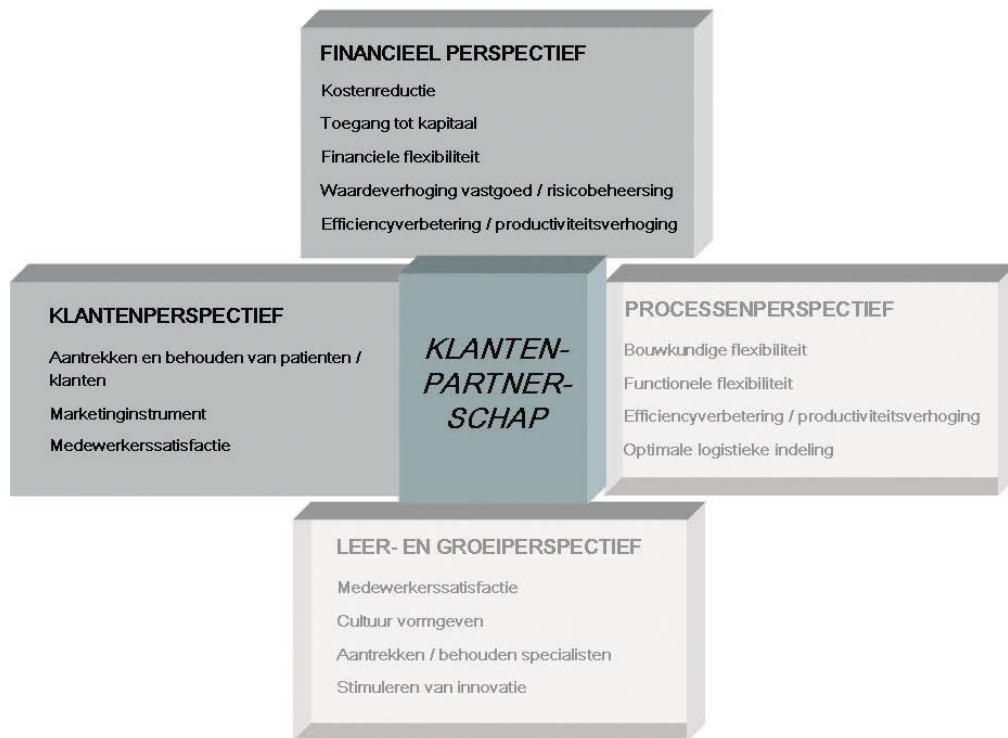 FINANCIEEL PERSPECTIEF
Kostenreductie
Toegang tot kapitaal
Financiele flexibiliteit
Waardeverhoging vastgoed / risicobeheersing
Efficiencyverbetering / productiviteitsverhoging
KLANTENPERSPECTIEF
Aantrekken en behouden van patienten /
klanten
Marketinginstrument
Medewerkerssatisfactie
KLANTEN-
PARTNER-
SCHAP
PROCESSENPERSPECTIEF
Bouwkundige flexibiliteit
Functionele flexibiliteit
Efficiencyverbetering / productiviteitsverhoging
Optimale logistieke indeling
LEER- EN GROEIPERSPECTIEF
Medewerkerssatisfactie
Cultuur vormgeven
Aantrekken / behouden specialisten
Stimuleren van innovatie